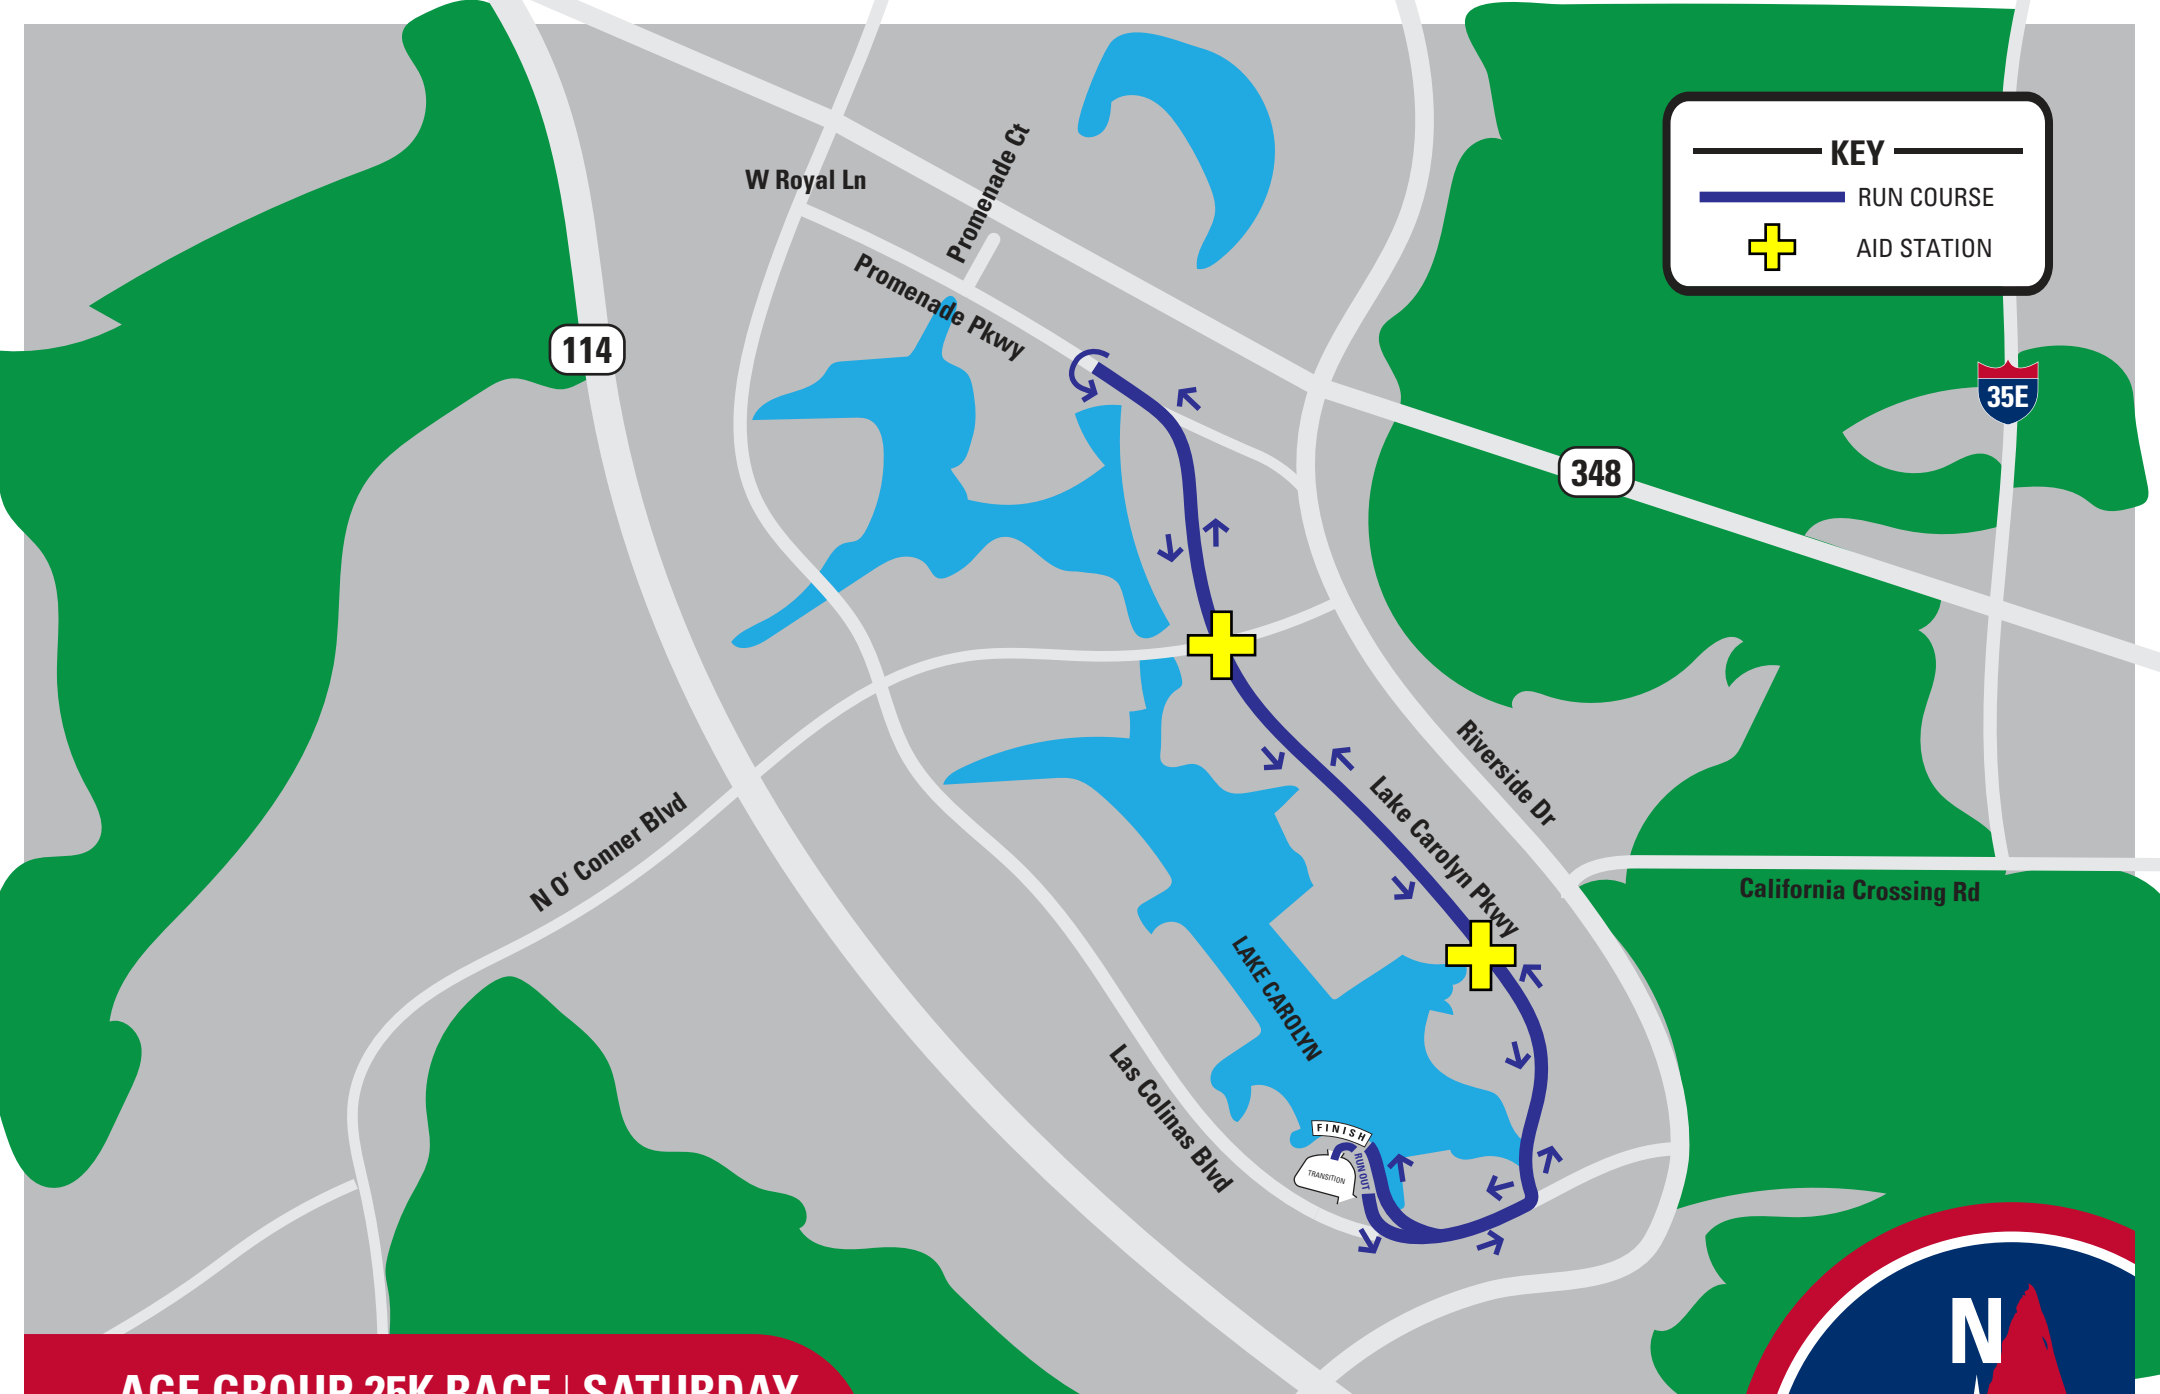 KEY
RUN COURSE
AID STATION
Promenade Ct
W Royal Ln
Promenade Pkwy
114
35E
348
Riverside Dr
Lake Carolyn Pkwy
N O' Conner Blvd
California Crossing Rd
LAKE CAROLYN
Las Colinas Blvd
FINISH
RUN OUT
TRANSITION
N
AGE GROUP 25K RACE | SATURDAY